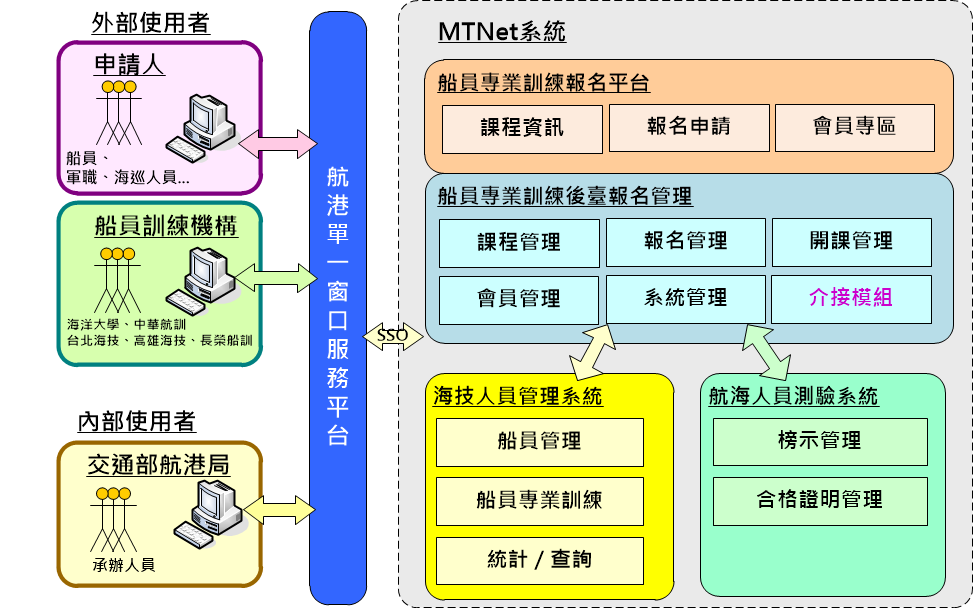 外部使用者
申請人
船員、
軍職、海巡人員...
船員訓練機構
海洋大學、中華航訓
台北海技、高雄海技、長榮船訓
內部使用者
交通部航港局
承辦人員
航港單一窗口服務平台
SSO
MTNet系統
船員專業訓練報名平台
課程資訊
報名申請
會員專區
船員專業訓練後臺報名管理
課程管理
報名管理
開課管理
會員管理
系統管理
介接模組
海技人員管理系統
船員管理
船員專業訓練
統計 / 查詢
航海人員測驗系統
榜示管理
合格證明管理